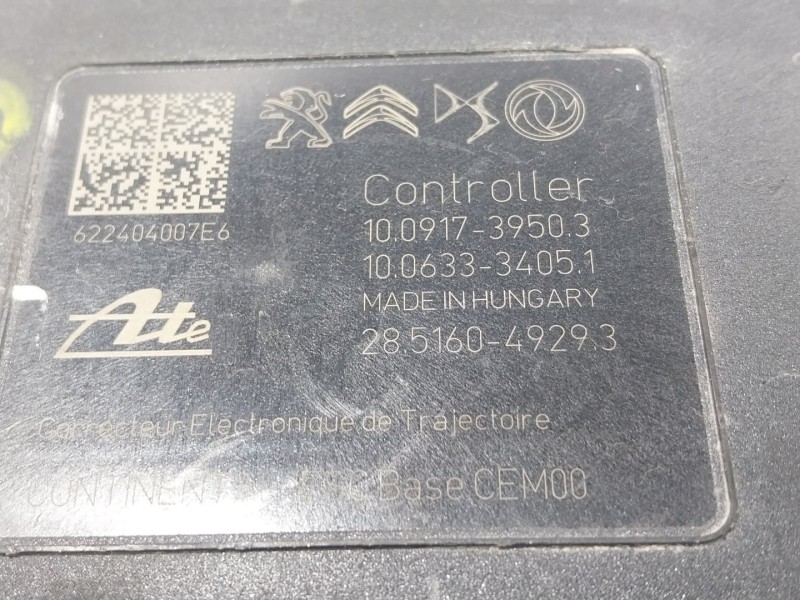 622404007E6
Controller
10.0917-3950.3
10.0633-3405.1
MADE IN HUNGARY
28.5160-4929.3
Ate
Correcteur Electronique de Trajectoire
Base CEM00